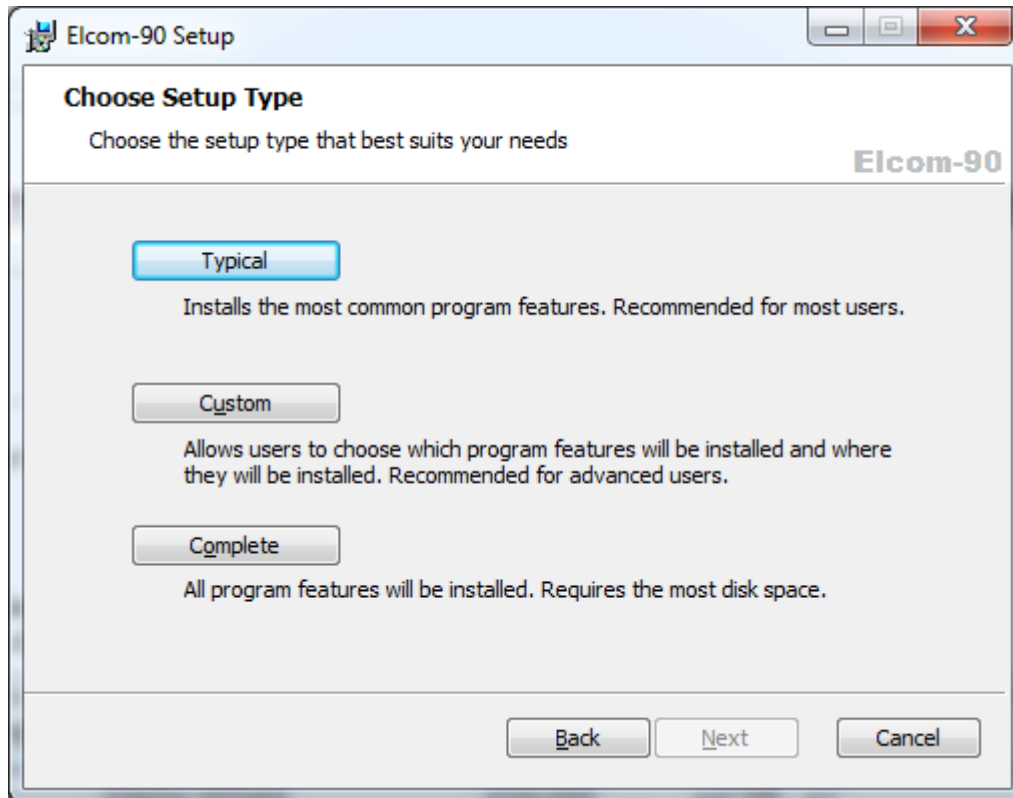 Elcom-90 Setup
Choose Setup Type
Choose the setup type that best suits your needs
Elcom-90
Typical
Installs the most common program features. Recommended for most users.
Custom
Allows users to choose which program features will be installed and where
they will be installed. Recommended for advanced users.
Complete
All program features will be installed. Requires the most disk space.
Back Next Cancel